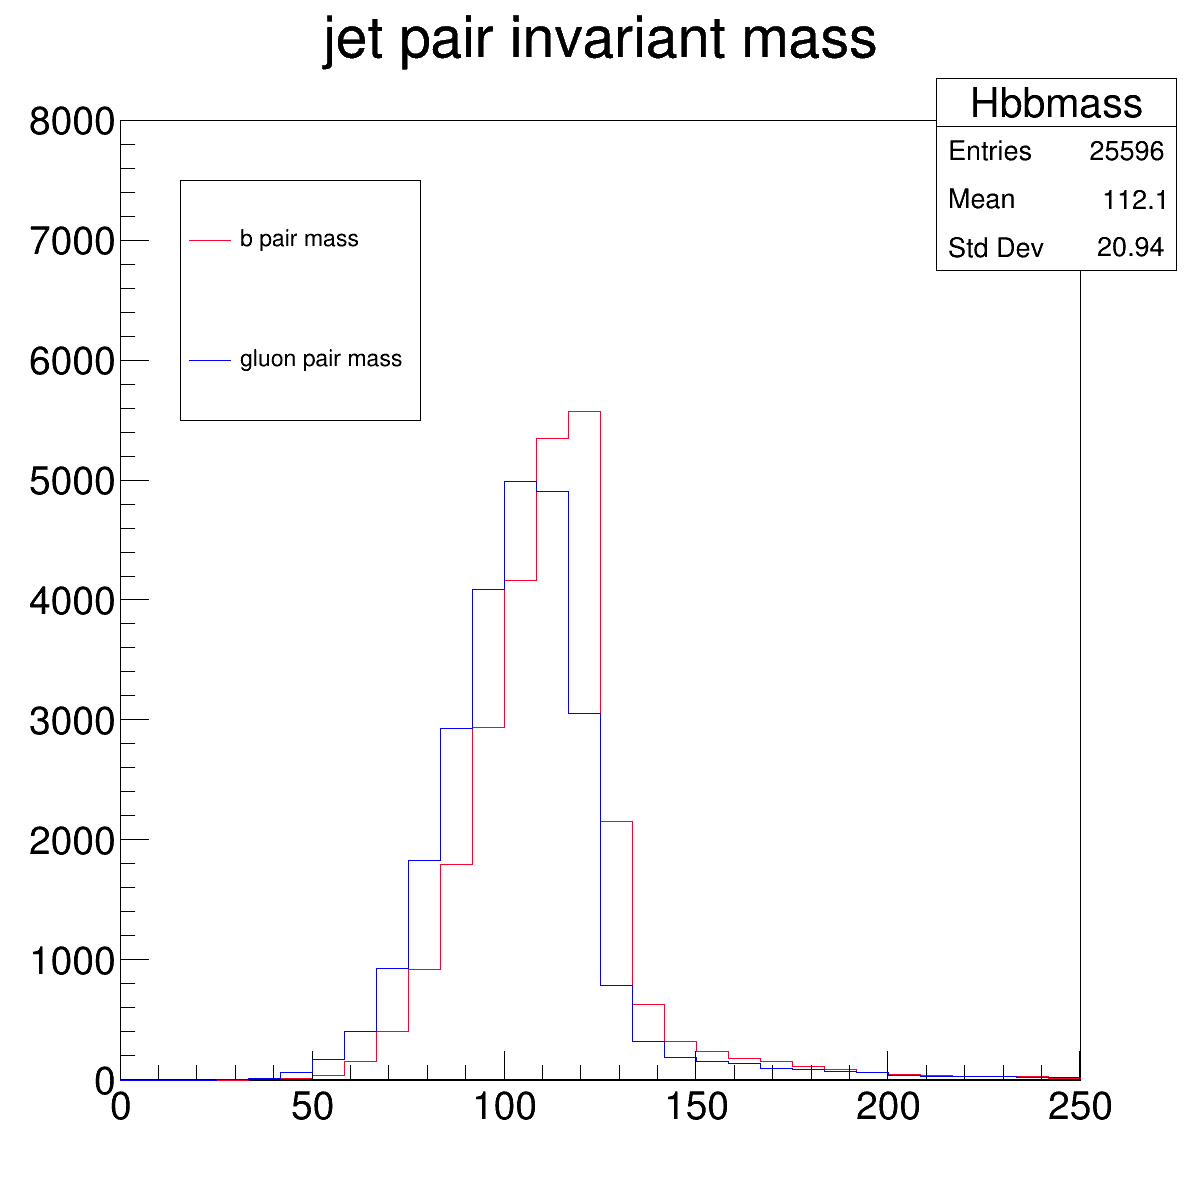 jet pair invariant mass
Hbbmass
Entries 25596
Mean 112.1
Std Dev 20.94
8000
7000
6000
5000
4000
3000
2000
1000
0
b pair mass
gluon pair mass
0 50 100 150 200 250